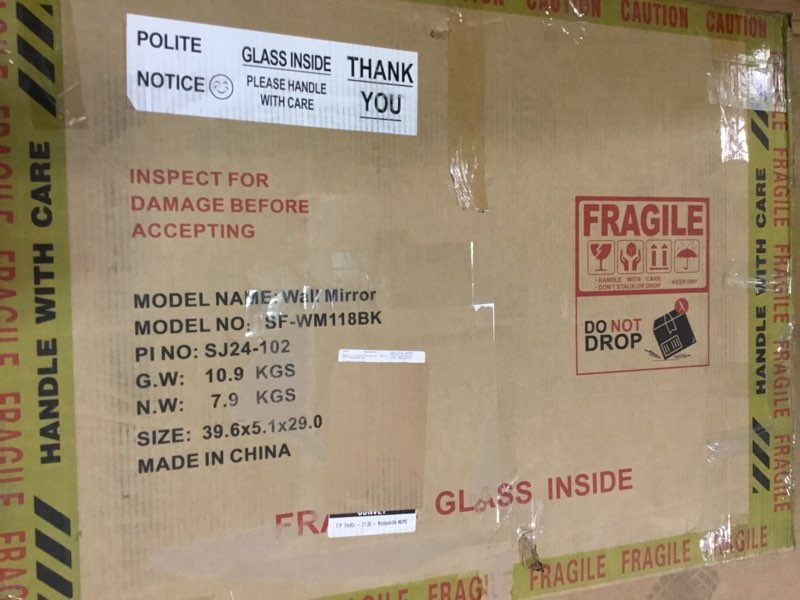 CAUTION CAUTION
POLITE
NOTICE
GLASS INSIDE
PLEASE HANDLE
WITH CARE
THANK
YOU
INSPECT FOR
DAMAGE BEFORE
ACCEPTING
MODEL NAME: Wall Mirror
MODEL NO: SF-WM118BK
PI NO: SJ24-102
G.W: 10.9 KGS
N.W: 7.9 KGS
SIZE: 39.6x5.1x29.0
MADE IN CHINA
FRAGILE
· HANDLE WITH CARE
· DON'T STACK OR DROP · KEEP DRY
DO NOT
DROP
FRA GLASS INSIDE
HANDLE WITH CARE
FRAGILE FRAGILE
HANDLE WITH CARE
FRAGILE FRAGILE FRAGILE
FRAGILE FRAGILE FRAGILE